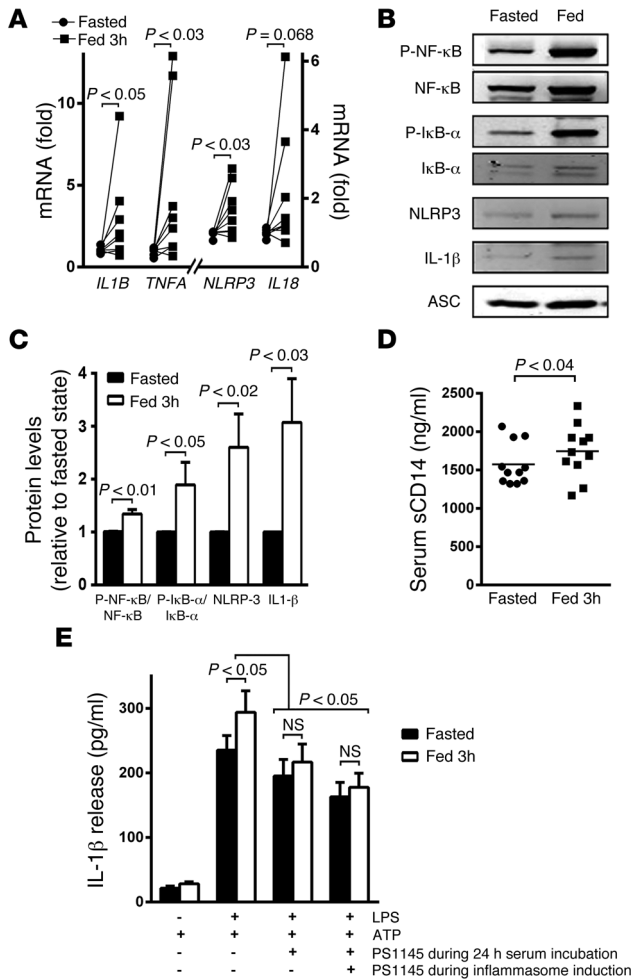 A
Fasted
Fed 3h
P < 0.03
P = 0.068
P < 0.05
P < 0.03
mRNA (fold)
10
5
0
mRNA (fold)
6
4
2
0
IL1B TNFA NLRP3 IL18
B
Fasted Fed
P-NF-κB
NF-κB
P-IκB-α
IκB-α
NLRP3
IL-1β
ASC
C
Fasted
Fed 3h
P < 0.03
P < 0.02
P < 0.05
P < 0.01
Protein levels
(relative to fasted state)
4
3
2
1
0
P-NF-κB/
NF-κB
P-IκB-α/
IκB-α
NLRP-3
IL1-β
D
P < 0.04
Serum sCD14 (ng/ml)
2500
2000
1500
1000
500
0
Fasted Fed 3h
E
P < 0.05
P < 0.05
NS
NS
Fasted
Fed 3h
IL-1β release (pg/ml)
300
200
100
0
- + + + LPS
+ + + + ATP
- - + + PS1145 during 24 h serum incubation
- - - + PS1145 during inflammasome induction